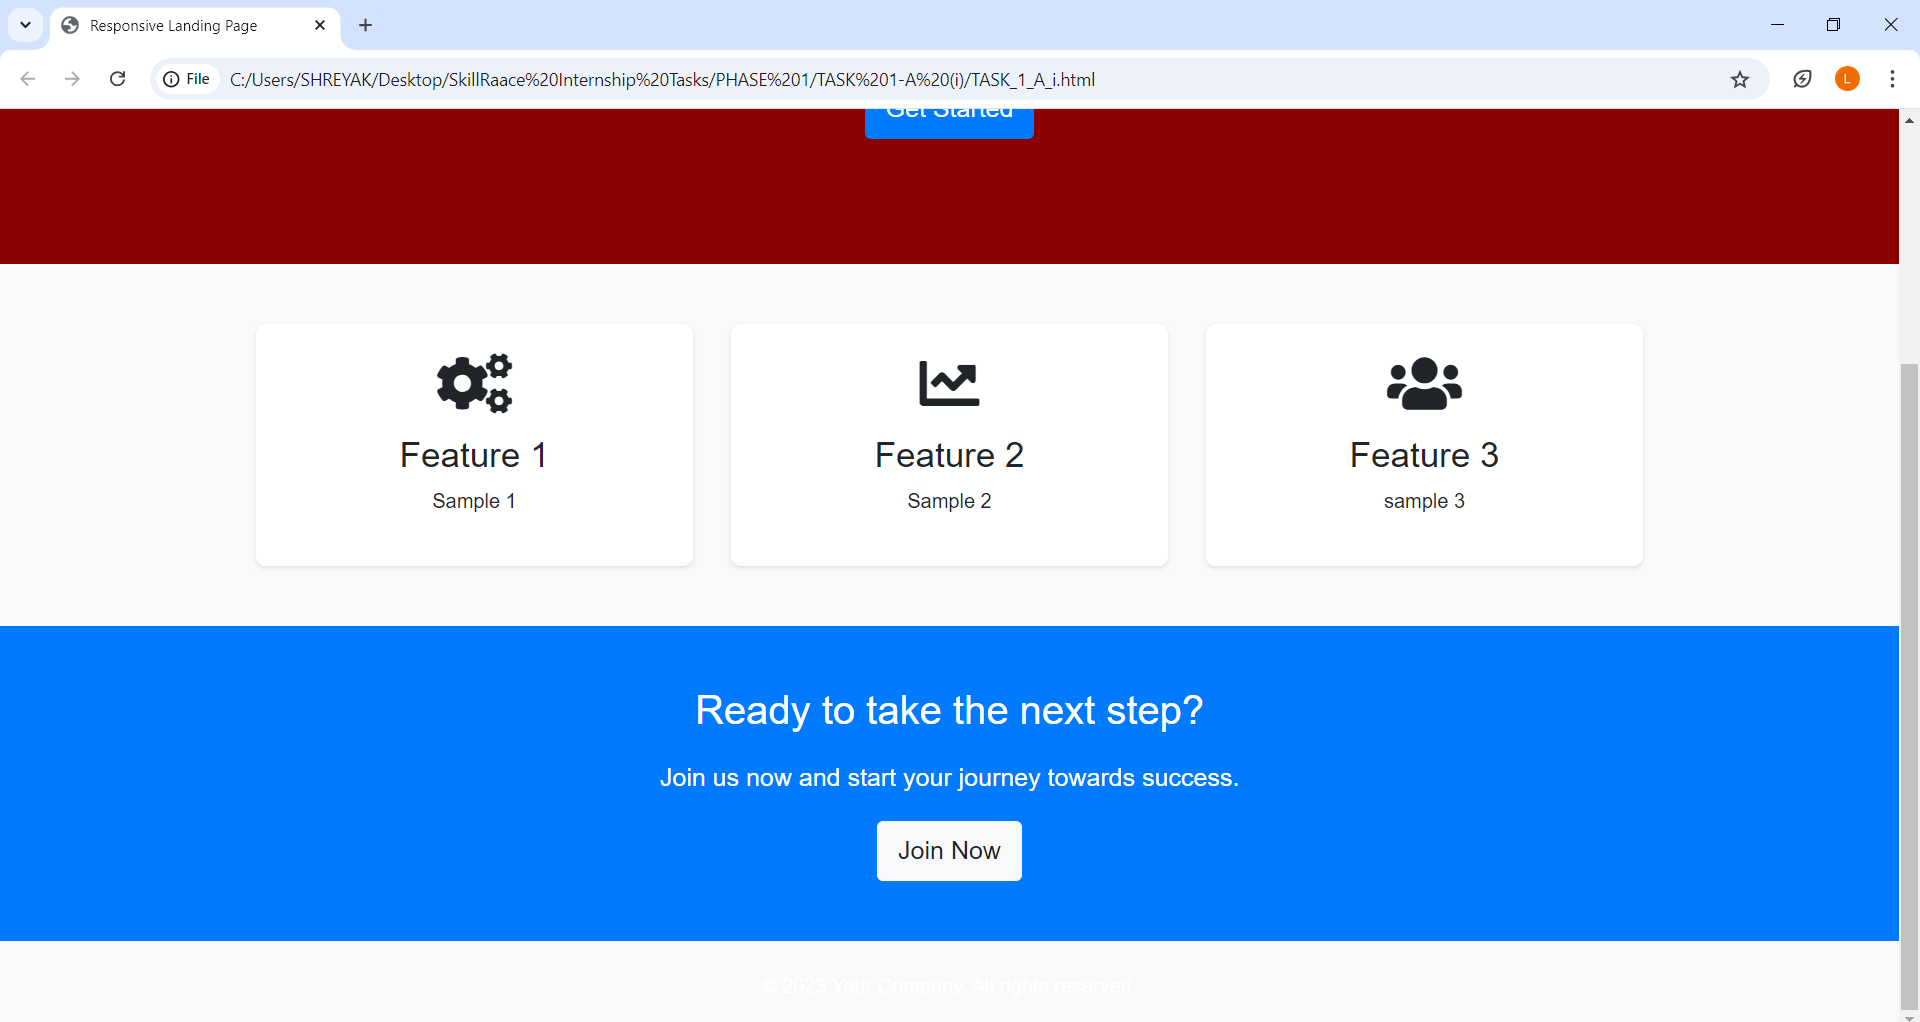 Responsive Landing Page
File C:/Users/SHREYAK/Desktop/SkillRaace%20Internship%20Tasks/PHASE%201/TASK%201-A%20(i)/TASK_1_A_i.html
L
Get Started
Feature 1
Sample 1
Feature 2
Sample 2
Feature 3
sample 3
Ready to take the next step?
Join us now and start your journey towards success.
Join Now
© 2023 Your Company. All rights reserved.